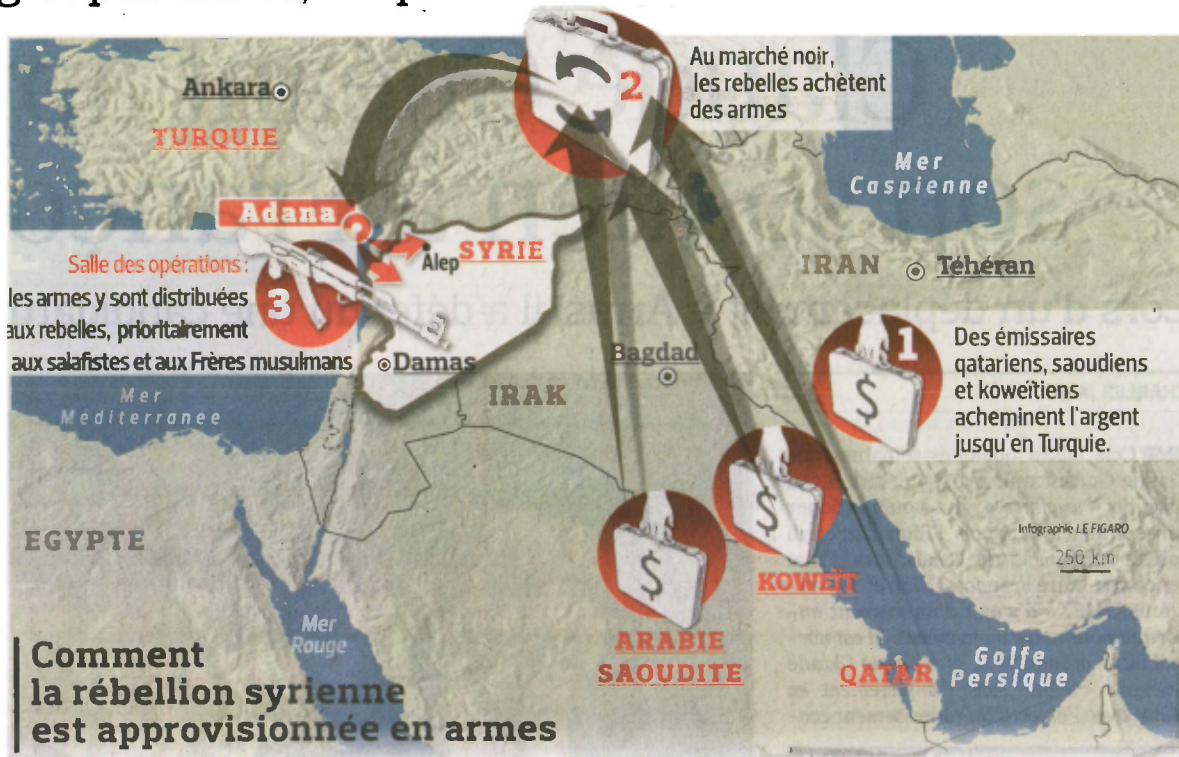 Au marché noir,
les rebelles achètent
des armes
2
Ankara
TURQUIE
Mer
Caspienne
Adana
SYRIE
Alep
IRAN
Téhéran
Salle des opérations :
les armes y sont distribuées
aux rebelles, prioritairement
aux salafistes et aux Frères musulmans
3
Damas
Bagdad
IRAK
1
Des émissaires
qatariens, saoudiens
et koweïtiens
acheminent l'argent
jusqu'en Turquie.
$
Mer
Méditerranée
EGYPTE
$
$
KOWEÏT
Infographie LE FIGARO
250 km
Mer
Rouge
ARABIE
SAOUDITE
QATAR
Golfe
Persique
Comment
la rébellion syrienne
est approvisionnée en armes